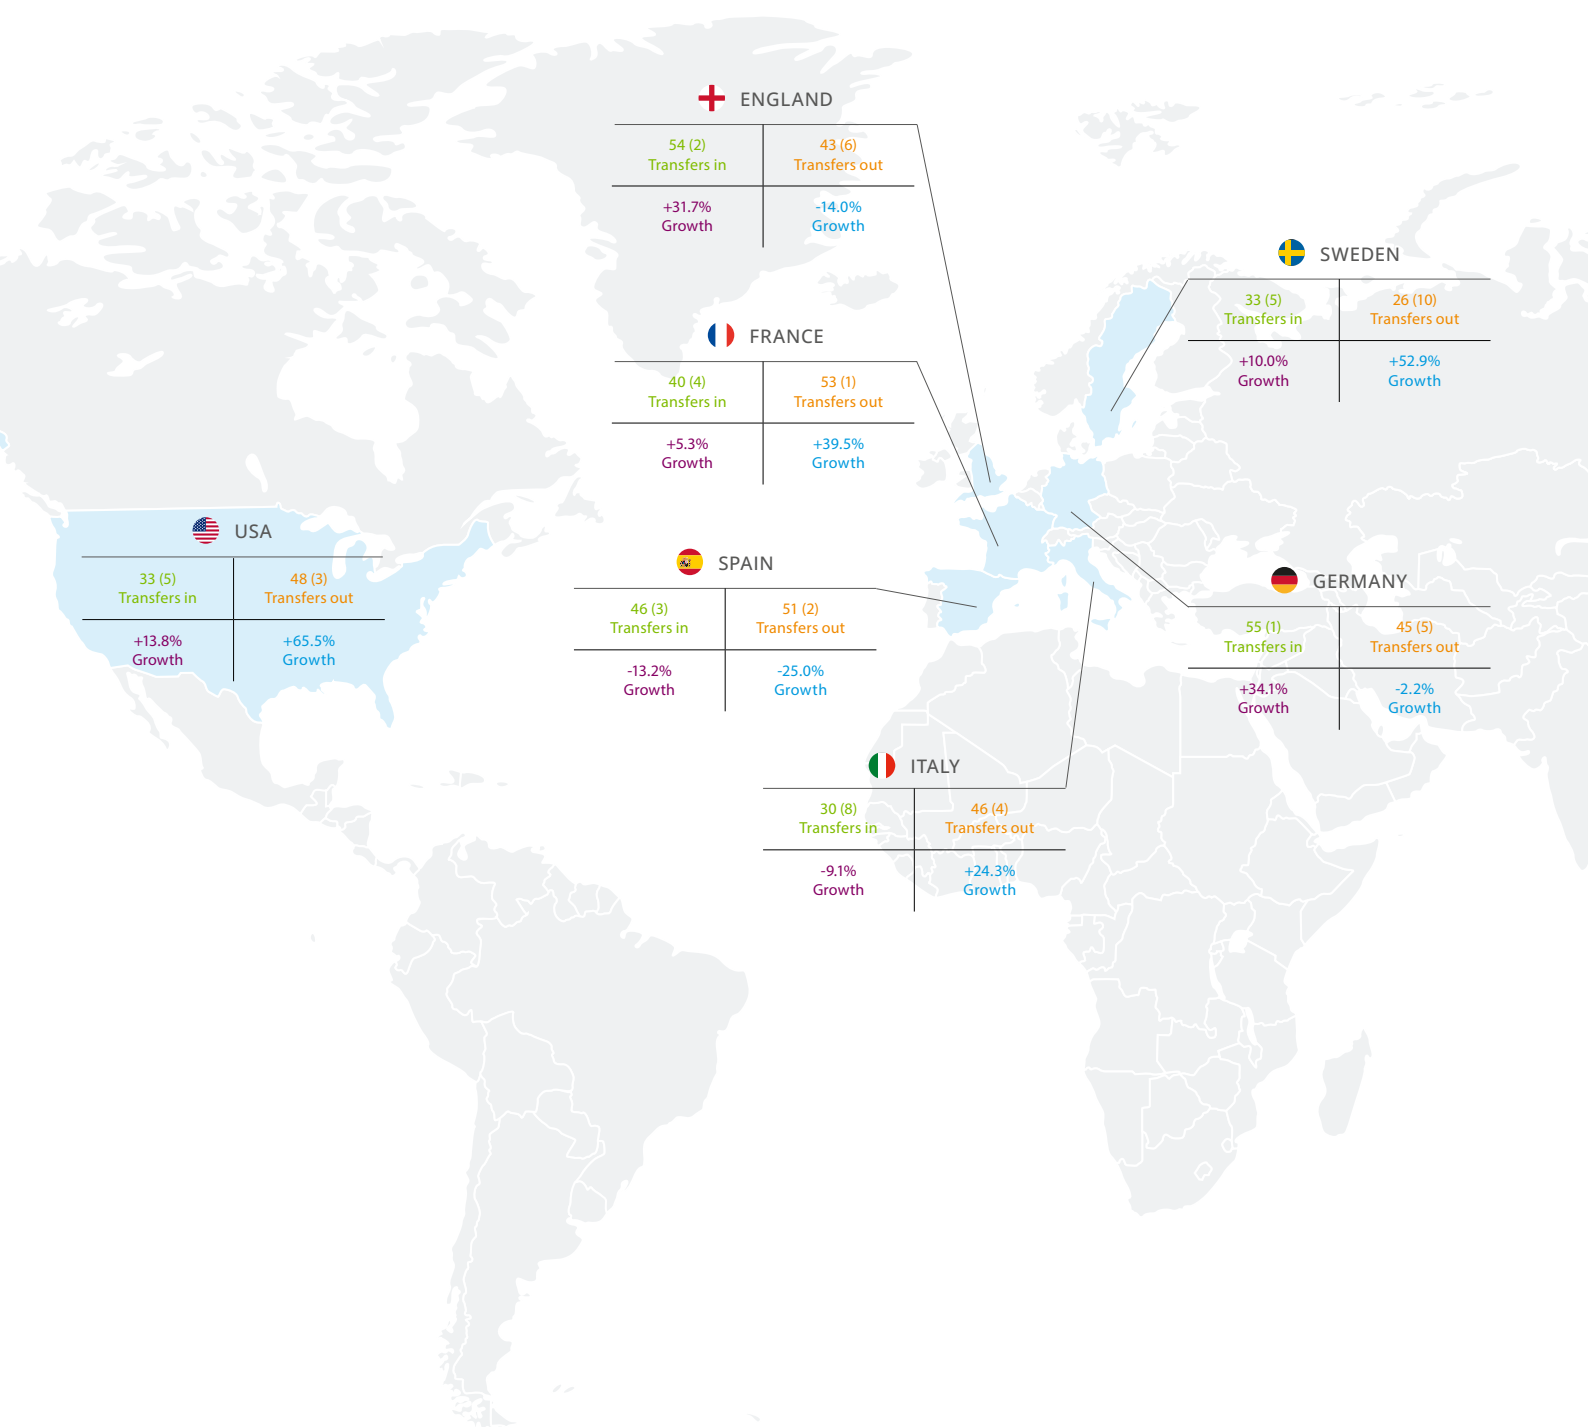 ENGLAND
54 (2)
Transfers in
43 (6)
Transfers out
+31.7%
Growth
-14.0%
Growth
SWEDEN
33 (5)
Transfers in
26 (10)
Transfers out
+10.0%
Growth
+52.9%
Growth
FRANCE
40 (4)
Transfers in
53 (1)
Transfers out
+5.3%
Growth
+39.5%
Growth
USA
33 (5)
Transfers in
48 (3)
Transfers out
+13.8%
Growth
+65.5%
Growth
SPAIN
46 (3)
Transfers in
51 (2)
Transfers out
-13.2%
Growth
-25.0%
Growth
GERMANY
55 (1)
Transfers in
45 (5)
Transfers out
+34.1%
Growth
-2.2%
Growth
ITALY
30 (8)
Transfers in
46 (4)
Transfers out
-9.1%
Growth
+24.3%
Growth